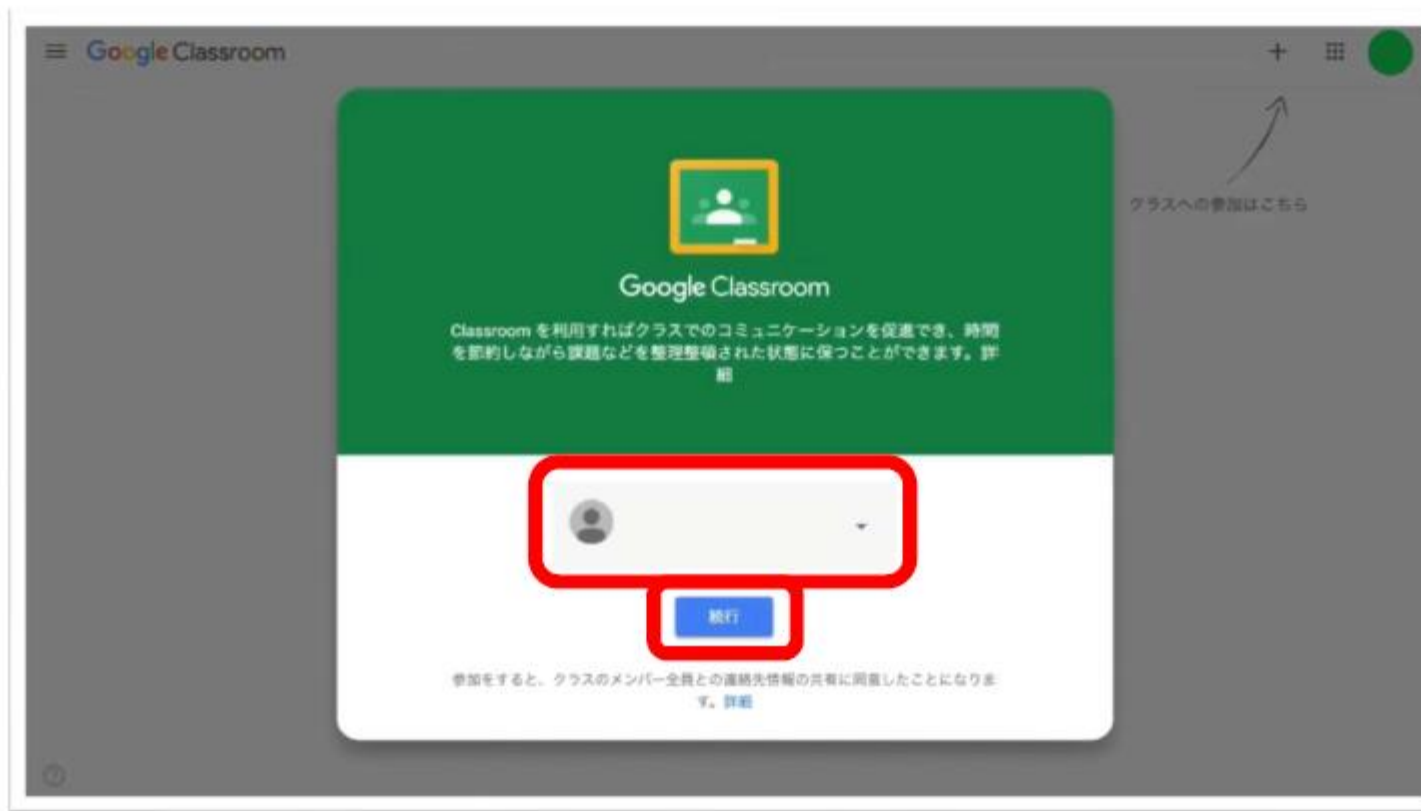 Google Classroom
クラスへの参加はこちら
Google Classroom
Classroom を利用すればクラスでのコミュニケーションを促進でき、時間
を節約しながら課題などを整理整頓された状態に保つことができます。詳
細
続行
参加をすると、クラスのメンバー全員との連絡先情報の共有に同意したことになりま
す。詳細